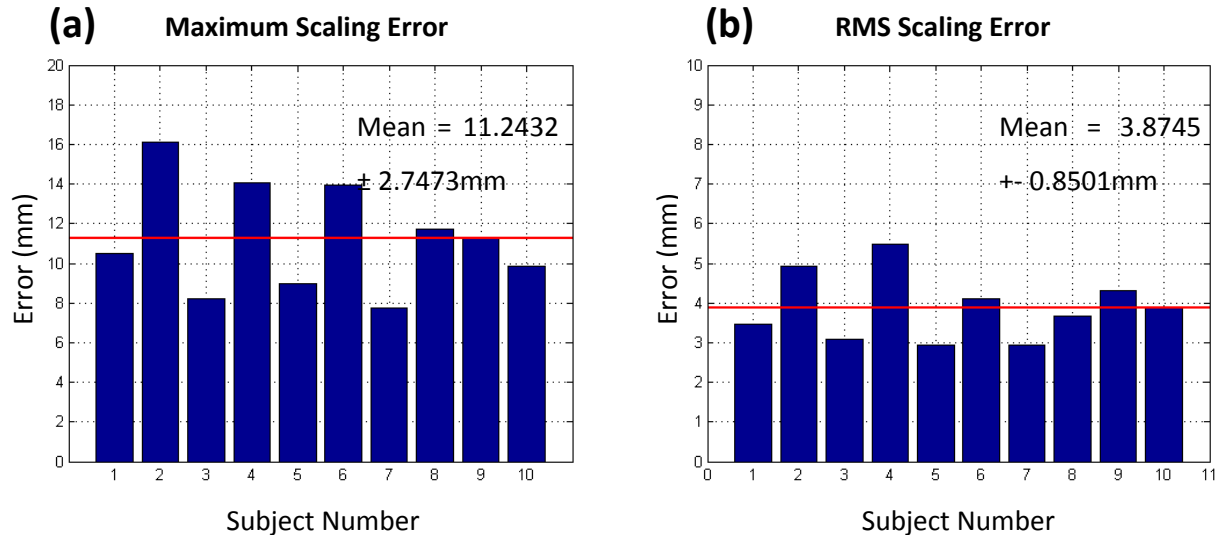 (a) Maximum Scaling Error
20
18
16
14
12
10
8
6
4
2
0
Error (mm)
Mean = 11.2432
± 2.7473mm
1 2 3 4 5 6 7 8 9 10
Subject Number
(b) RMS Scaling Error
10
9
8
7
6
5
4
3
2
1
0
Error (mm)
Mean = 3.8745
+- 0.8501mm
0 1 2 3 4 5 6 7 8 9 10 11
Subject Number